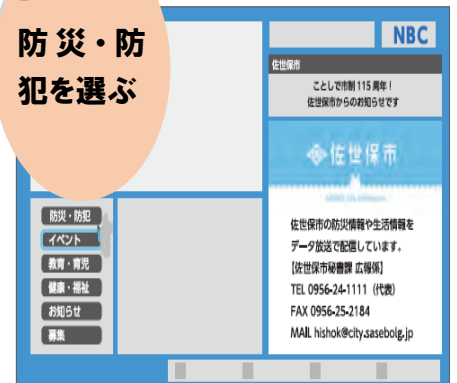 防災・防
犯を選ぶ
NBC
佐世保市
ことしで市制 115 周年！
佐世保市からのお知らせです
佐世保市
佐世保市の防災情報や生活情報を
データ放送で配信しています。
【佐世保市秘書課 広報係】
TEL 0956-24-1111（代表）
FAX 0956-25-2184
MAIL hishok@city.sasebolg.jp
防災・防犯
イベント
教育・育児
健康・福祉
お知らせ
募集